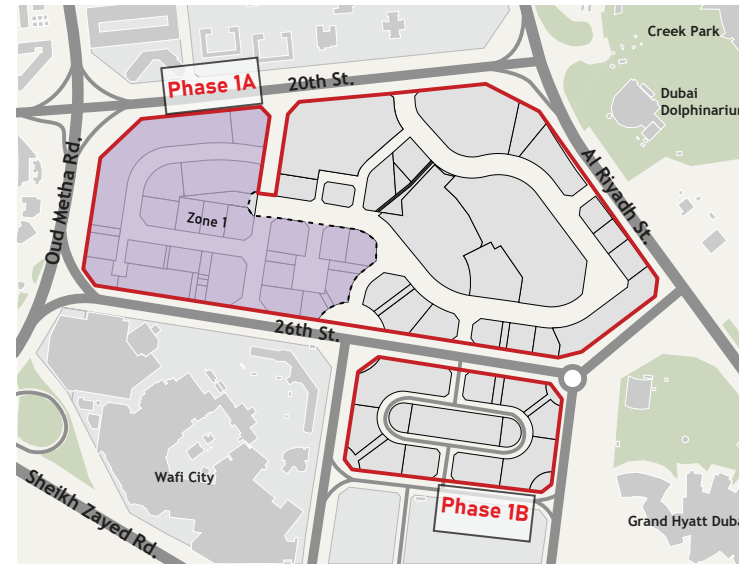 Creek Park
Phase 1A
20th St.
Dubai
Dolphinarium
Oud Metha Rd.
Al Riyadh St.
Zone 1
26th St.
Wafi City
Sheikh Zayed Rd.
Phase 1B
Grand Hyatt Duba